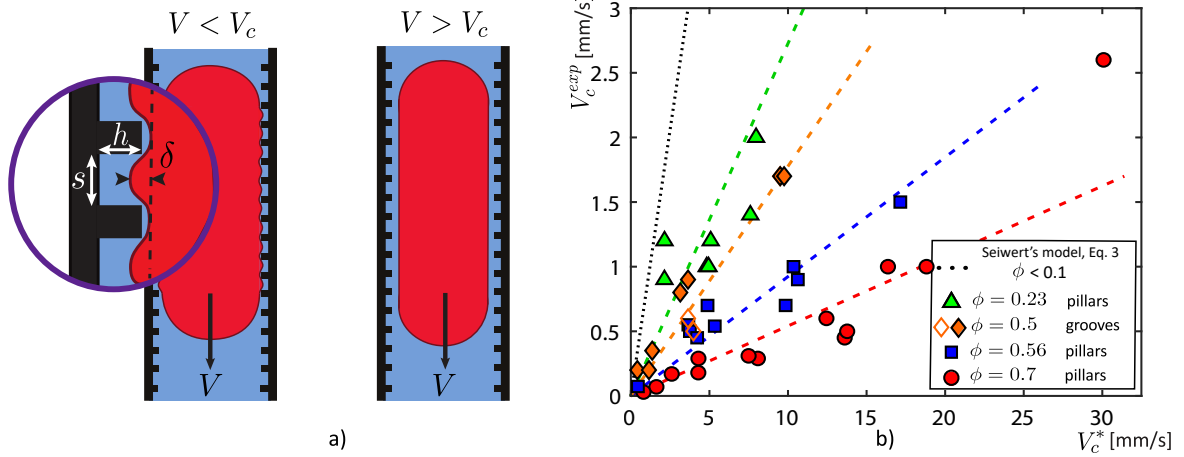 V < V_c
V > V_c
h
δ
s
V
V
a)
V_c^{exp} [mm/s]
3
2.5
2
1.5
1
0.5
0
0
5
10
15
20
25
30
V_c^* [mm/s]
b)
Seiwert's model, Eq. 3
ϕ < 0.1
ϕ = 0.23 pillars
ϕ = 0.5 grooves
ϕ = 0.56 pillars
ϕ = 0.7 pillars